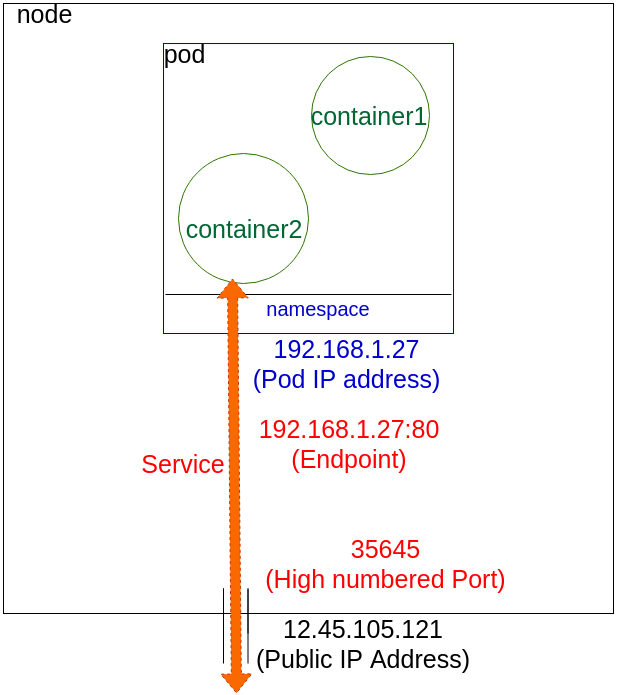 node
pod
container1
container2
namespace
192.168.1.27
(Pod IP address)
192.168.1.27:80
(Endpoint)
Service
35645
(High numbered Port)
12.45.105.121
(Public IP Address)